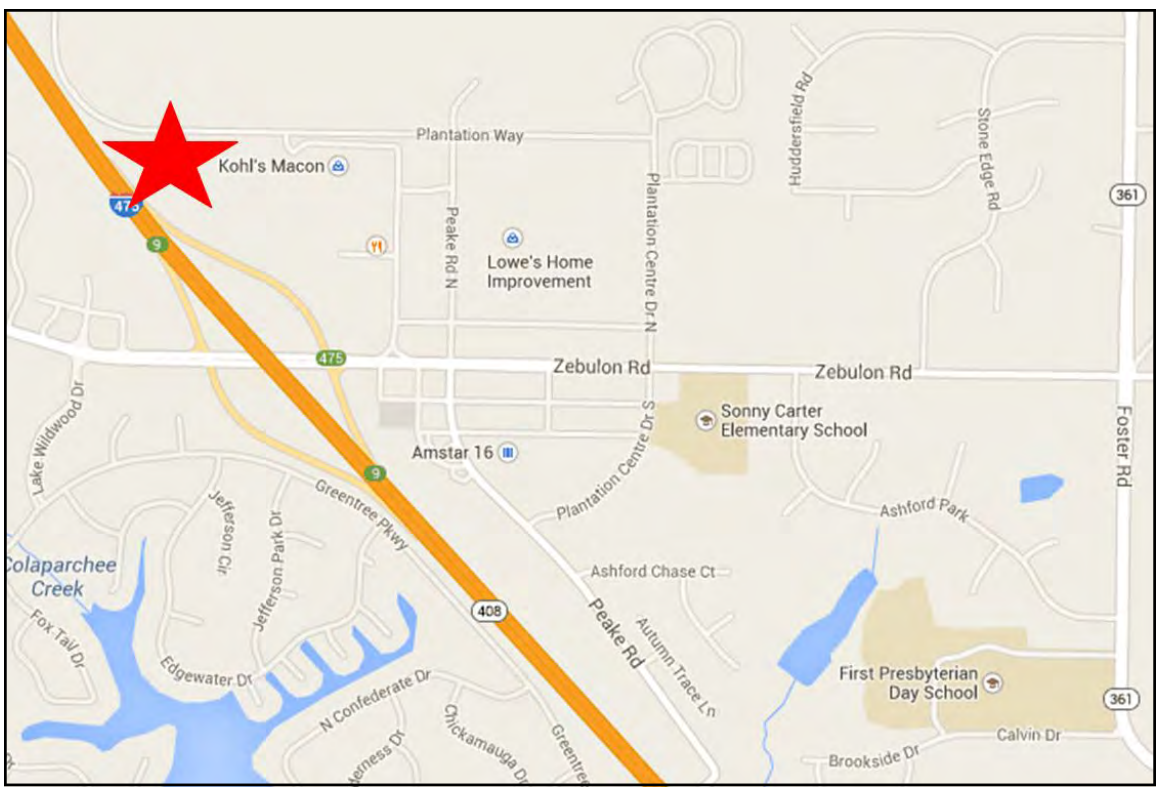 Plantation Way
Huddersfield Rd
Stone Edge Rd
Kohl's Macon
361
475
9
Peake Rd N
Plantation Centre Dr N
Lowe's Home
Improvement
475
Zebulon Rd
Zebulon Rd
Lake Wildwood Dr
Sonny Carter
Elementary School
Foster Rd
Amstar 16
Plantation Centre Dr S
9
Greentree Pkwy
Jefferson Cir
Jefferson Park Dr
Ashford Park
Colaparchee
Creek
Ashford Chase Ct
408
Peake Rd
Autumn Trace Ln
Fox Tail Dr
Edgewater Dr
First Presbyterian
Day School
361
N Confederate Dr
Chickamauga Dr
Greentree
derness Dr
Calvin Dr
Brookside Dr